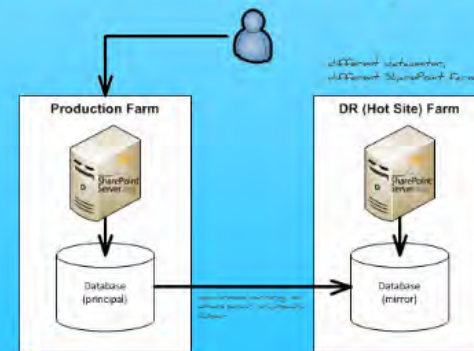 different datacenter,
different SharePoint Farm
Production Farm
DR (Hot Site) Farm
SharePoint
Server
SharePoint
Server
Database
(principal)
Database
(mirror)